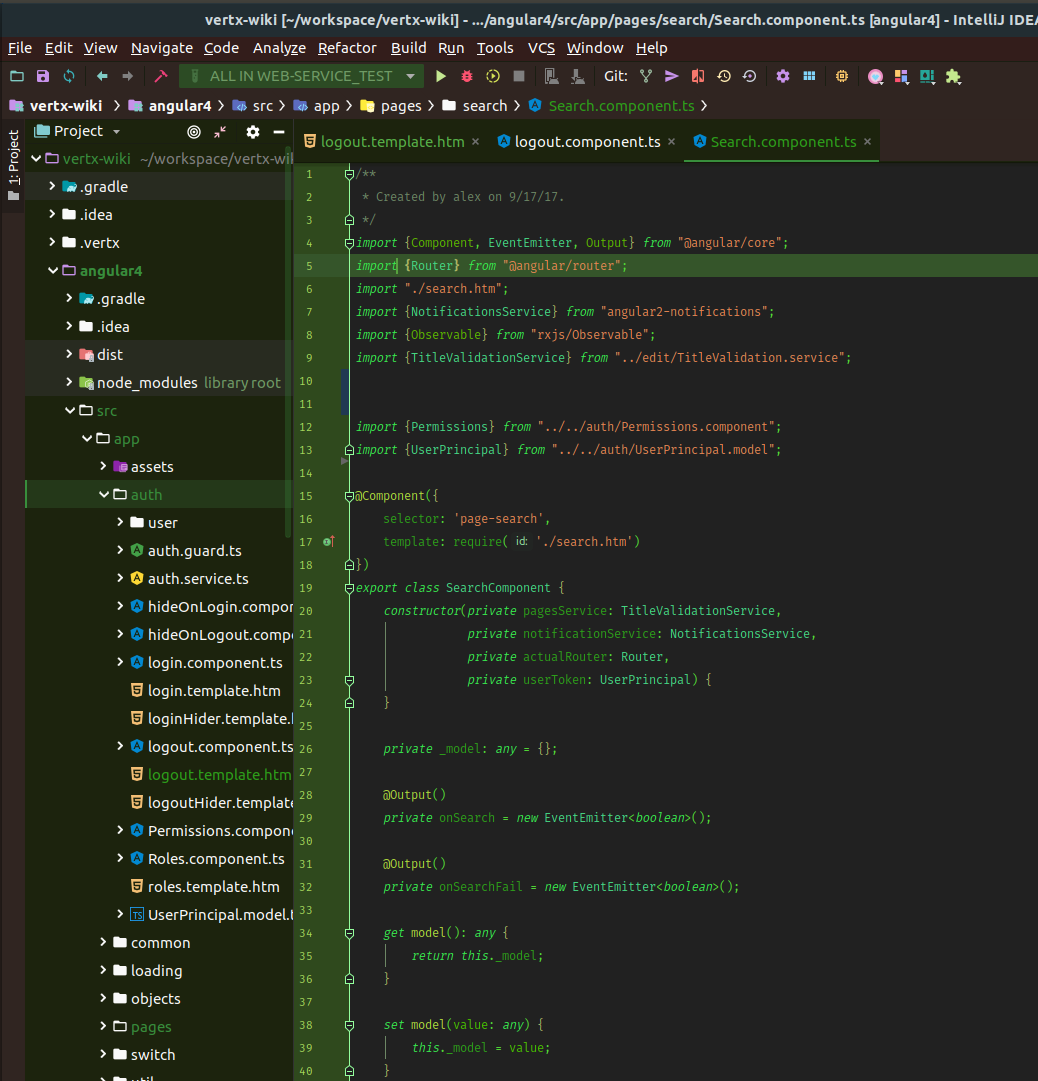 vertx-wiki [~/workspace/vertx-wiki] - .../angular4/src/app/pages/search/Search.component.ts [angular4] - IntelliJ IDEA
File Edit View Navigate Code Analyze Refactor Build Run Tools VCS Window Help
ALL IN WEB-SERVICE_TEST Git:
vertx-wiki angular4 src app pages search Search.component.ts
1: Project
Project
logout.template.htm logout.component.ts Search.component.ts
vertx-wiki ~/workspace/vertx-wiki
.gradle
.idea
.vertx
angular4
.gradle
.idea
dist
node_modules library root
src
app
assets
auth
user
auth.guard.ts
auth.service.ts
hideOnLogin.compon
hideOnLogout.compo
login.component.ts
login.template.htm
loginHider.template.
logout.component.ts
logout.template.htm
logoutHider.template
Permissions.compone
Roles.component.ts
roles.template.htm
UserPrincipal.model.t
common
loading
objects
pages
switch
util
1 /**
2 * Created by alex on 9/17/17.
3 */
4 import {Component, EventEmitter, Output} from "@angular/core";
5 import {Router} from "@angular/router";
6 import "./search.htm";
7 import {NotificationsService} from "angular2-notifications";
8 import {Observable} from "rxjs/Observable";
9 import {TitleValidationService} from "../edit/TitleValidation.service";
10
11
12 import {Permissions} from "../../auth/Permissions.component";
13 import {UserPrincipal} from "../../auth/UserPrincipal.model";
14
15 @Component({
16 selector: 'page-search',
17 template: require( id: './search.htm')
18 })
19 export class SearchComponent {
20 constructor(private pagesService: TitleValidationService,
21 private notificationService: NotificationsService,
22 private actualRouter: Router,
23 private userToken: UserPrincipal) {
24 }
25
26 private _model: any = {};
27
28 @Output()
29 private onSearch = new EventEmitter<boolean>();
30
31 @Output()
32 private onSearchFail = new EventEmitter<boolean>();
33
34 get model(): any {
35 return this._model;
36 }
37
38 set model(value: any) {
39 this._model = value;
40 }